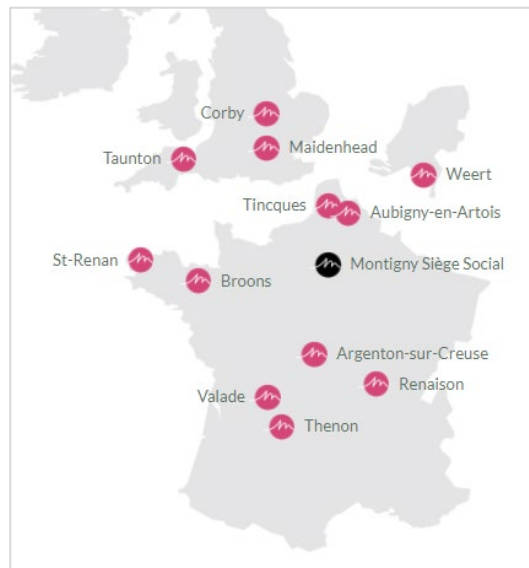 Corby
Maidenhead
Taunton
Weert
Tincques
Aubigny-en-Artois
St-Renan
Montigny Siège Social
Broons
Argenton-sur-Creuse
Renaison
Valade
Thenon